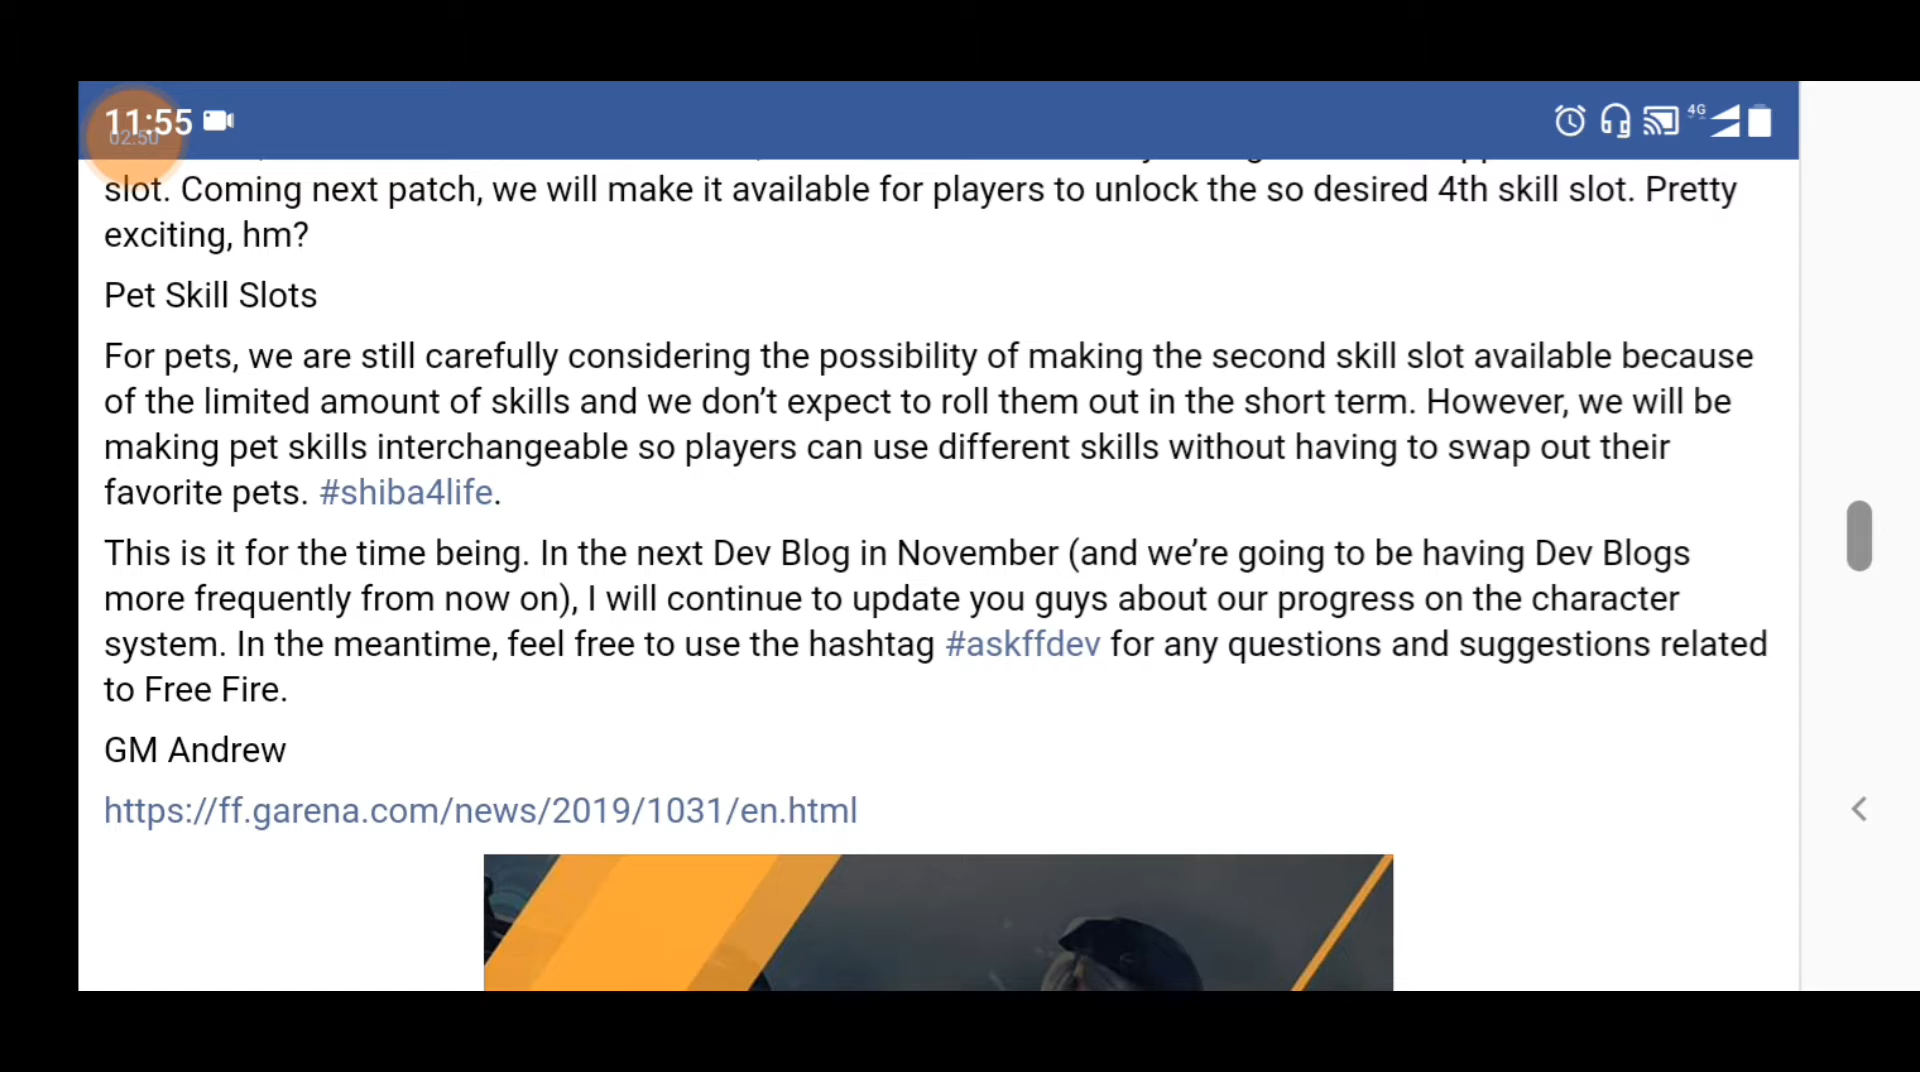 11:55
02:50
4G
slot. Coming next patch, we will make it available for players to unlock the so desired 4th skill slot. Pretty
exciting, hm?
Pet Skill Slots
For pets, we are still carefully considering the possibility of making the second skill slot available because
of the limited amount of skills and we don’t expect to roll them out in the short term. However, we will be
making pet skills interchangeable so players can use different skills without having to swap out their
favorite pets. #shiba4life.
This is it for the time being. In the next Dev Blog in November (and we’re going to be having Dev Blogs
more frequently from now on), I will continue to update you guys about our progress on the character
system. In the meantime, feel free to use the hashtag #askffdev for any questions and suggestions related
to Free Fire.
GM Andrew
https://ff.garena.com/news/2019/1031/en.html